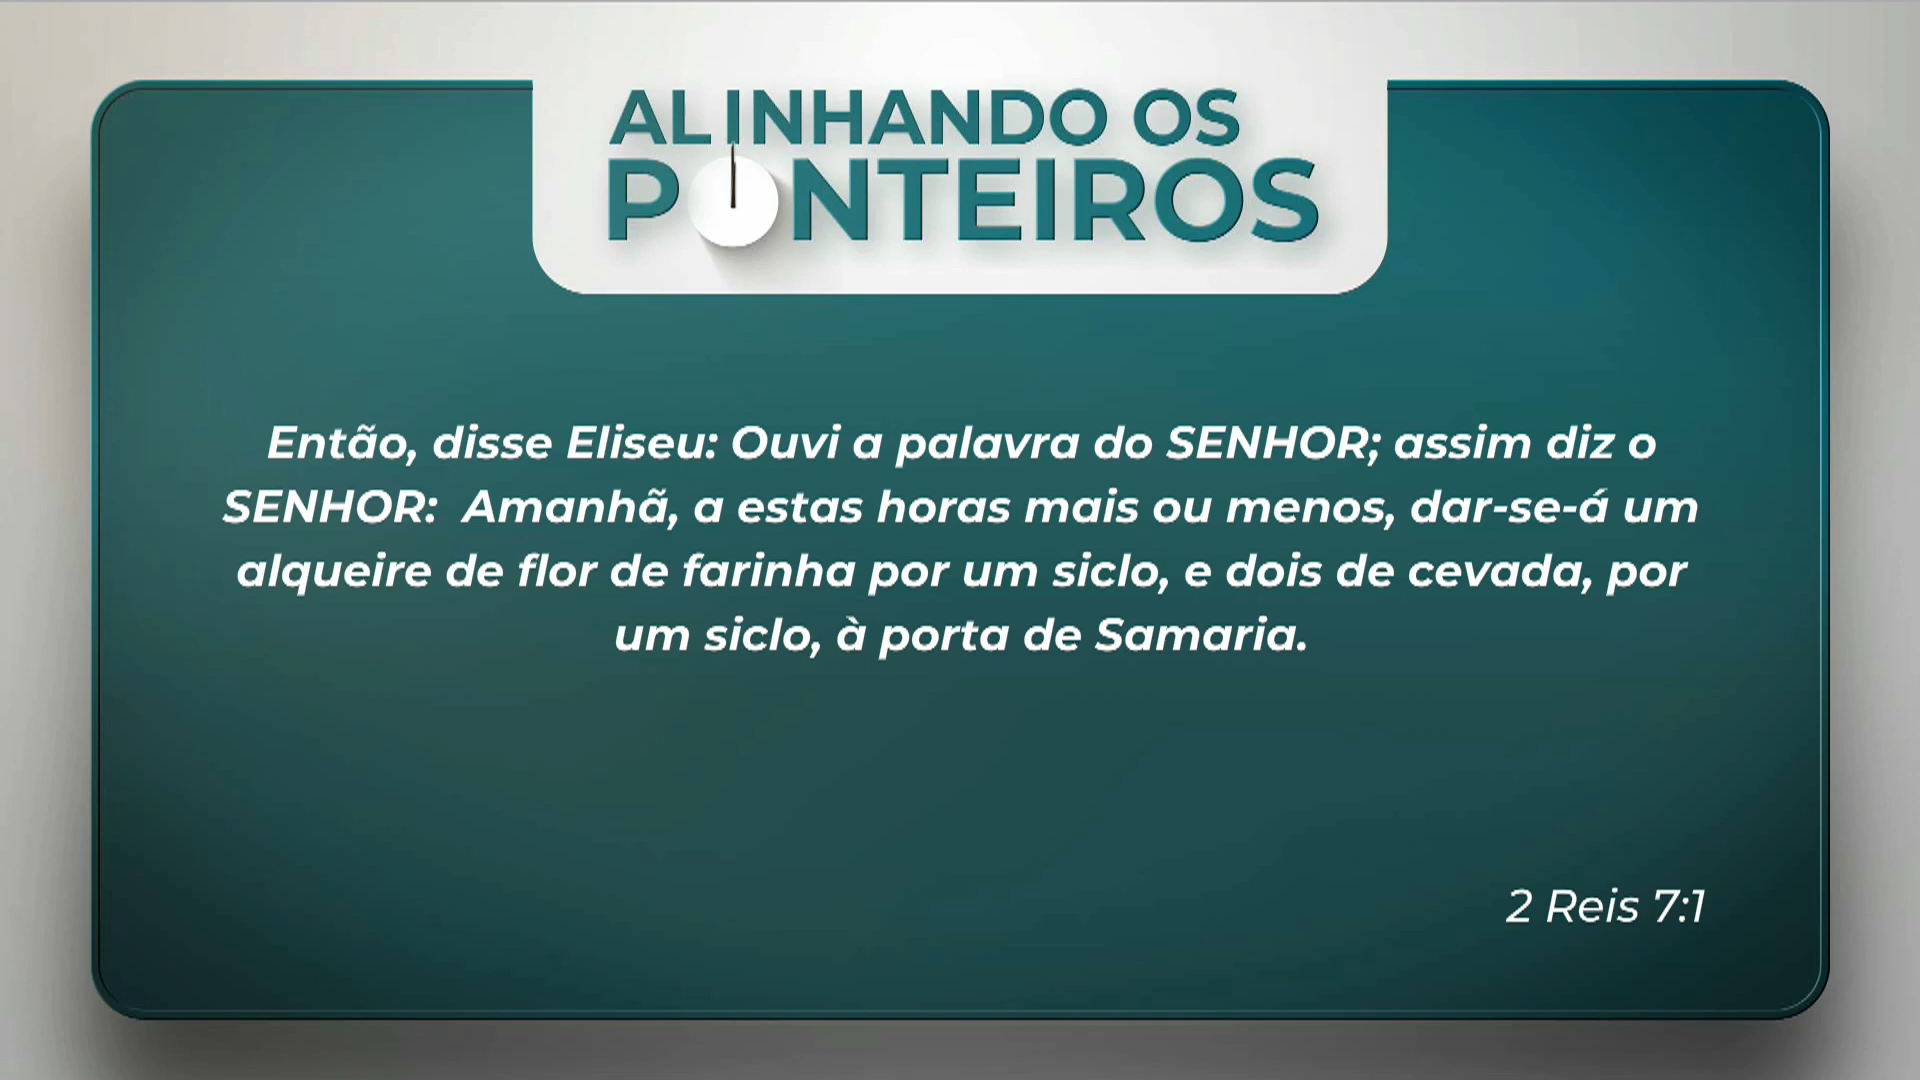 ALINHANDO OS
PONTEIROS
Então, disse Eliseu: Ouvi a palavra do SENHOR; assim diz o
SENHOR:  Amanhã, a estas horas mais ou menos, dar-se-á um
alqueire de flor de farinha por um siclo, e dois de cevada, por
um siclo, à porta de Samaria.
2 Reis 7:1